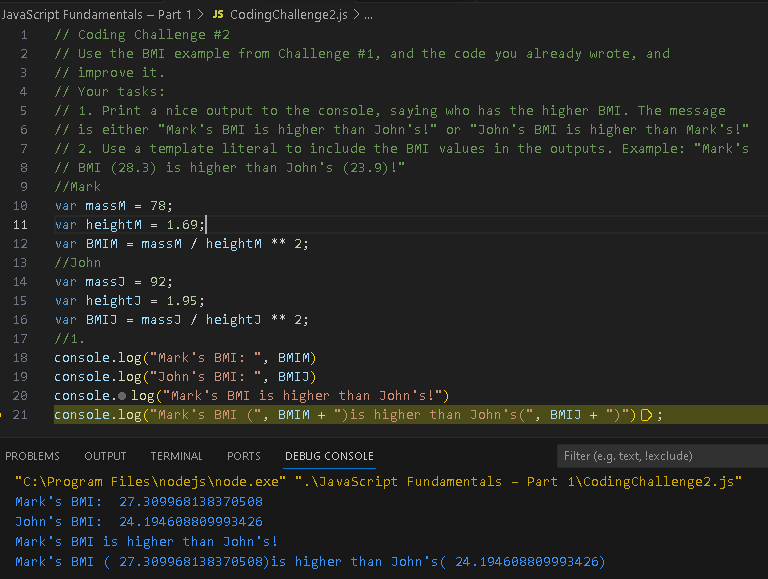 JavaScript Fundamentals – Part 1 > JS CodingChallenge2.js > ...
1 // Coding Challenge #2
2 // Use the BMI example from Challenge #1, and the code you already wrote, and
3 // improve it.
4 // Your tasks:
5 // 1. Print a nice output to the console, saying who has the higher BMI. The message
6 // is either "Mark's BMI is higher than John's!" or "John's BMI is higher than Mark's!"
7 // 2. Use a template literal to include the BMI values in the outputs. Example: "Mark's
8 // BMI (28.3) is higher than John's (23.9)!"
9 //Mark
10 var massM = 78;
11 var heightM = 1.69;
12 var BMIM = massM / heightM ** 2;
13 //John
14 var massJ = 92;
15 var heightJ = 1.95;
16 var BMIJ = massJ / heightJ ** 2;
17 //1.
18 console.log("Mark's BMI: ", BMIM)
19 console.log("John's BMI: ", BMIJ)
20 console.log("Mark's BMI is higher than John's!")
21 console.log("Mark's BMI (", BMIM + ")is higher than John's(", BMIJ + ")");
PROBLEMS OUTPUT TERMINAL PORTS DEBUG CONSOLE Filter (e.g. text, !exclude)
"C:\Program Files\nodejs\node.exe" ".\JavaScript Fundamentals – Part 1\CodingChallenge2.js"
Mark's BMI: 27.309968138370508
John's BMI: 24.194608809993426
Mark's BMI is higher than John's!
Mark's BMI ( 27.309968138370508)is higher than John's( 24.194608809993426)